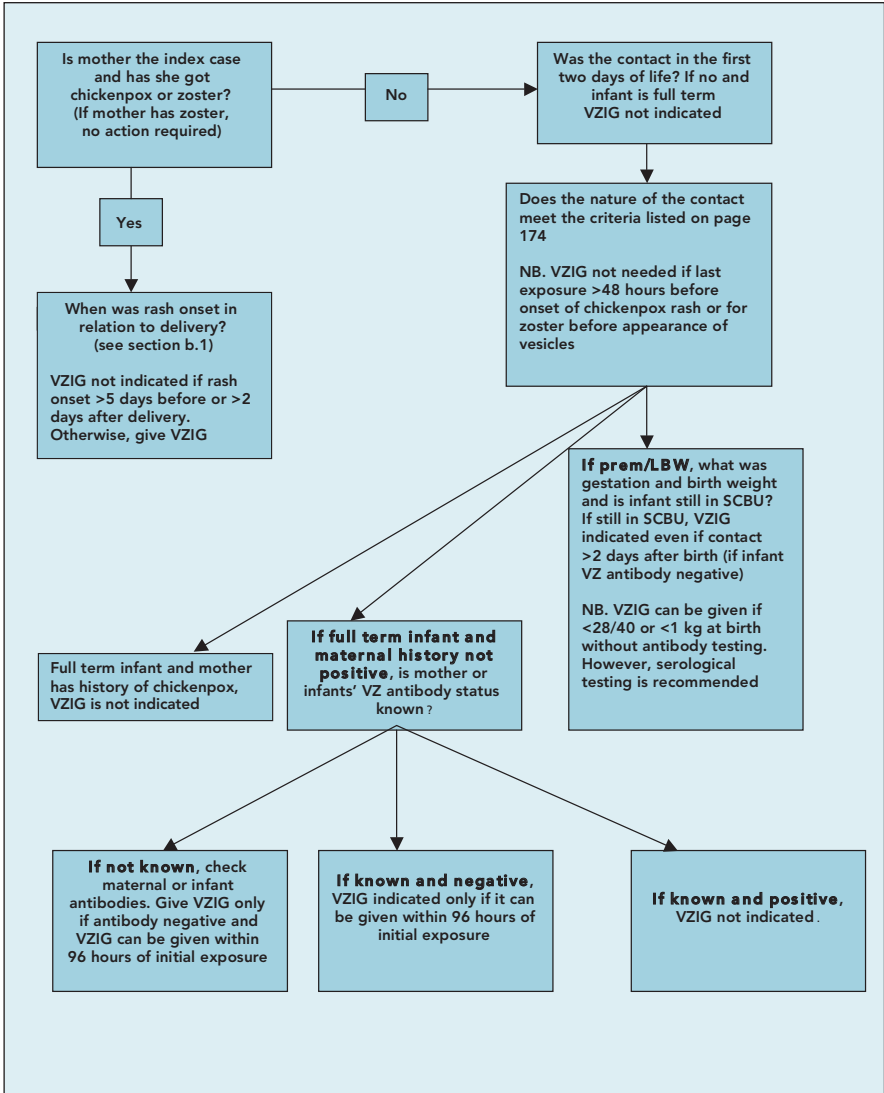 Is mother the index case
and has she got
chickenpox or zoster?
(If mother has zoster,
no action required)
No
Was the contact in the first
two days of life? If no and
infant is full term
VZIG not indicated
Yes
Does the nature of the contact
meet the criteria listed on page
174
NB. VZIG not needed if last
exposure >48 hours before
onset of chickenpox rash or for
zoster before appearance of
vesicles
When was rash onset in
relation to delivery?
(see section b.1)
VZIG not indicated if rash
onset >5 days before or >2
days after delivery.
Otherwise, give VZIG
If prem/LBW, what was
gestation and birth weight
and is infant still in SCBU?
If still in SCBU, VZIG
indicated even if contact
>2 days after birth (if infant
VZ antibody negative)
NB. VZIG can be given if
<28/40 or <1 kg at birth
without antibody testing.
However, serological
testing is recommended
Full term infant and mother
has history of chickenpox,
VZIG is not indicated
If full term infant and
maternal history not
positive, is mother or
infants’ VZ antibody status
known?
If not known, check
maternal or infant
antibodies. Give VZIG only
if antibody negative and
VZIG can be given within
96 hours of initial exposure
If known and negative,
VZIG indicated only if it can
be given within 96 hours of
initial exposure
If known and positive,
VZIG not indicated.